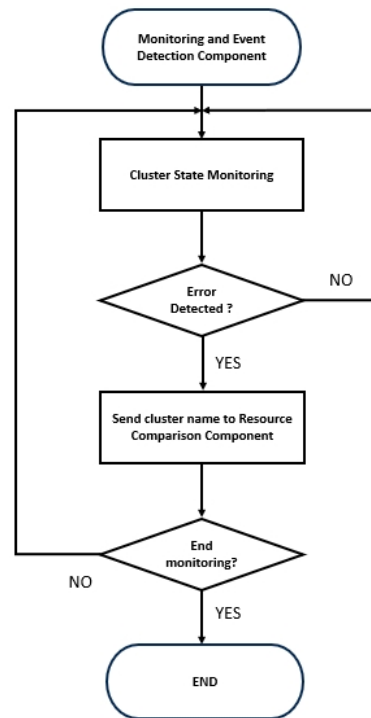 Monitoring and Event
Detection Component
Cluster State Monitoring
Error
Detected ?
NO
YES
Send cluster name to Resource
Comparison Component
End
monitoring?
NO
YES
END